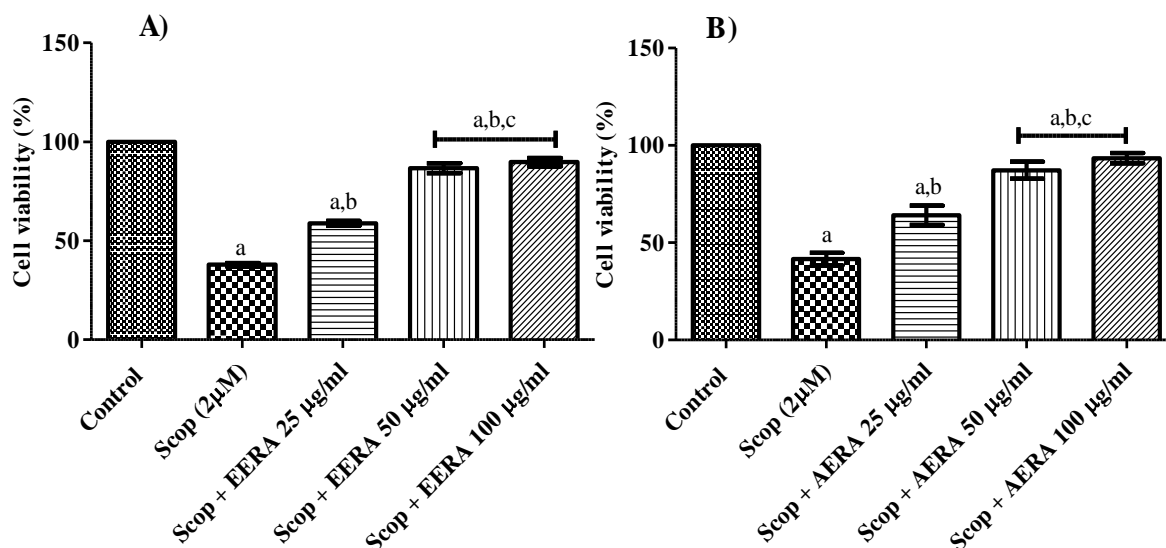 A)
Cell viability (%)
150
100
50
0
a
a,b
a,b,c
Control
Scop (2µM)
Scop + EERA 25 µg/ml
Scop + EERA 50 µg/ml
Scop + EERA 100 µg/ml
B)
Cell viability (%)
150
100
50
0
a
a,b
a,b,c
Control
Scop (2µM)
Scop + AERA 25 µg/ml
Scop + AERA 50 µg/ml
Scop + AERA 100 µg/ml